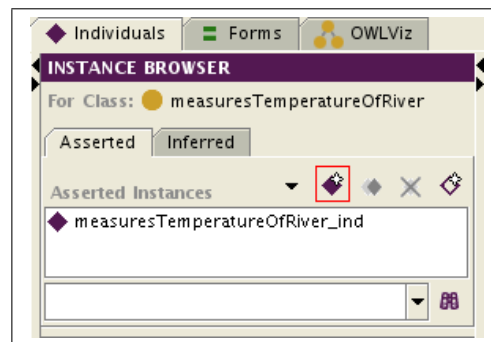 Individuals Forms OWLViz
INSTANCE BROWSER
For Class: measuresTemperatureOfRiver
Asserted Inferred
Asserted Instances
measuresTemperatureOfRiver_ind